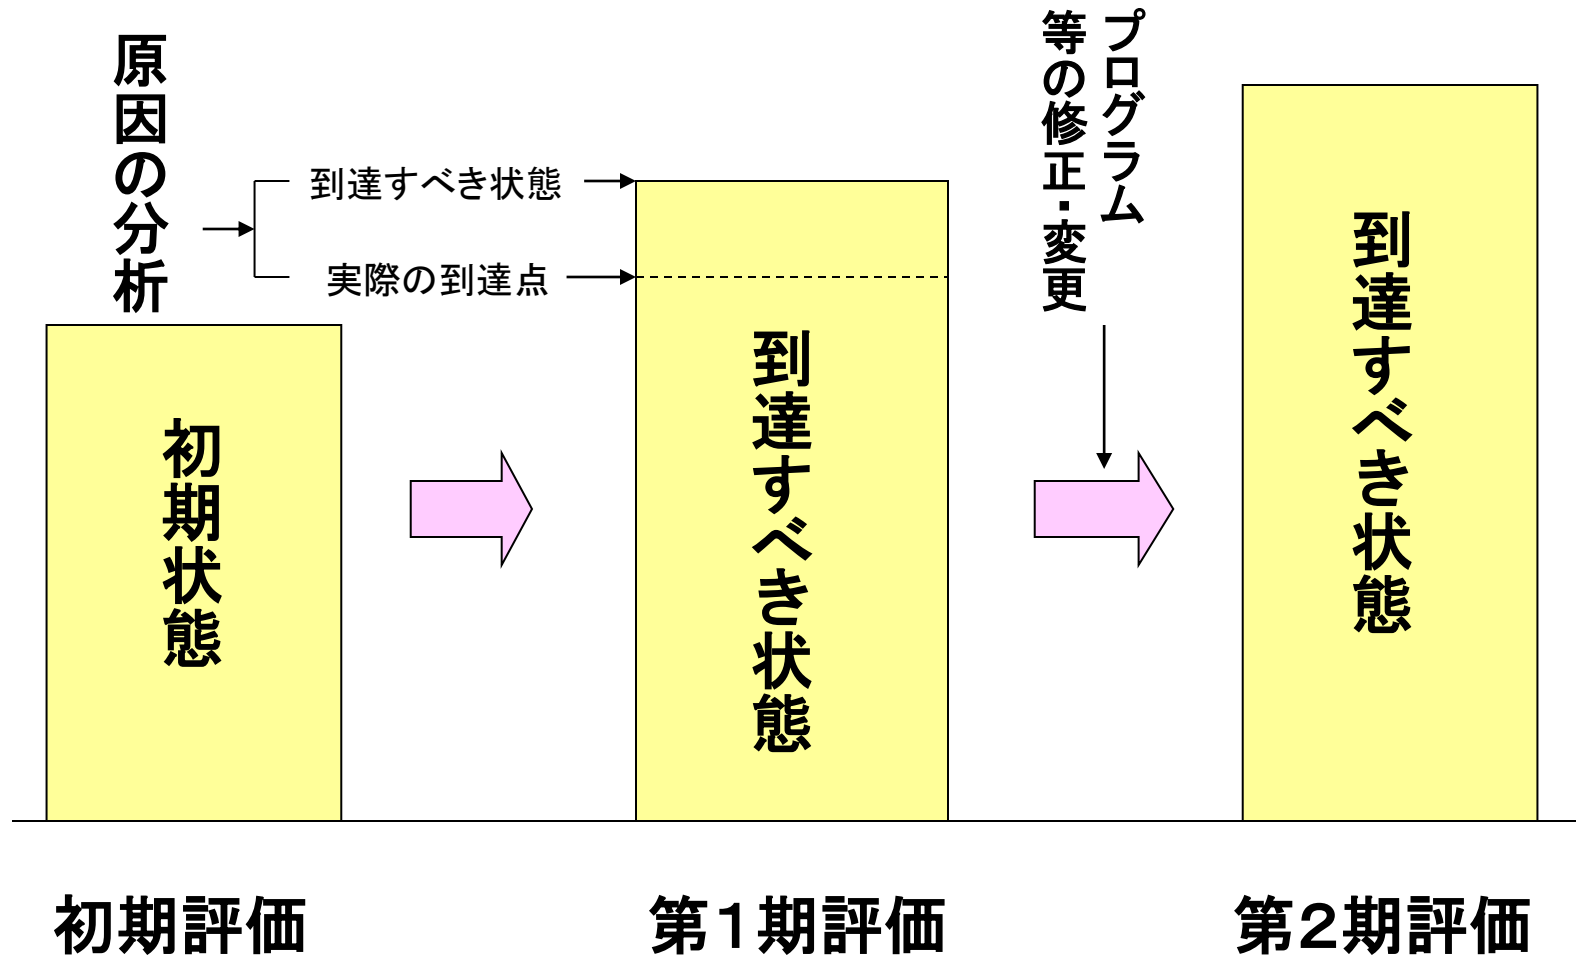 原因の分析
到達すべき状態
実際の到達点
プログラム
等の修正・変更
初期状態
到達すべき状態
到達すべき状態
初期評価
第１期評価
第２期評価